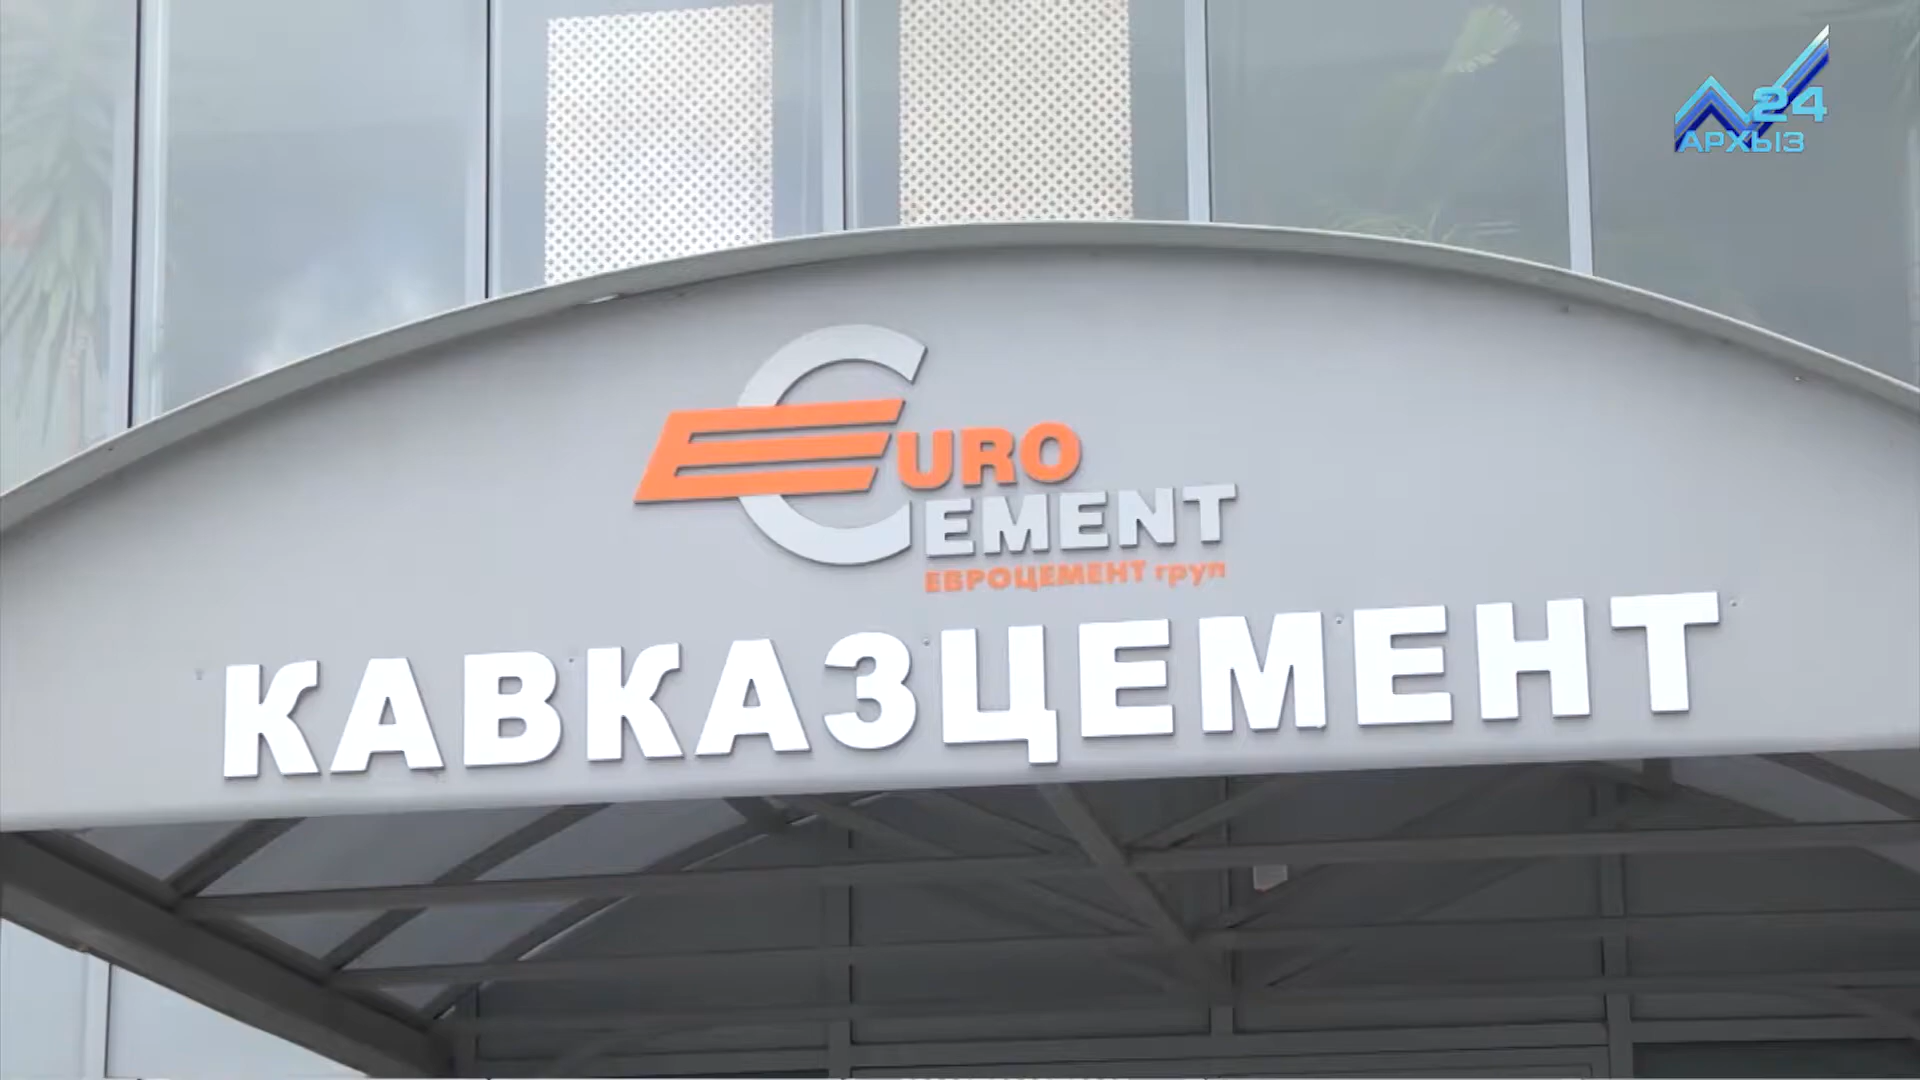 24
АРХЫЗ
EURO
CEMENT
ЕВРОЦЕМЕНТ груп
КАВКАЗЦЕМЕНТ